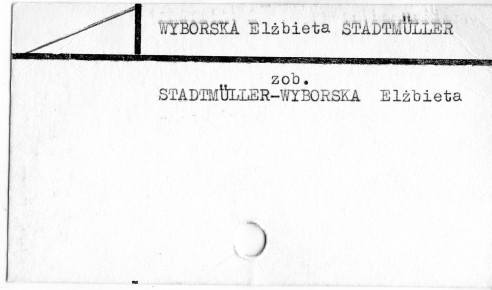 WYBORSKA Elżbieta STADTMÜLLER
zob.
STADTMÜLLER-WYBORSKA Elżbieta